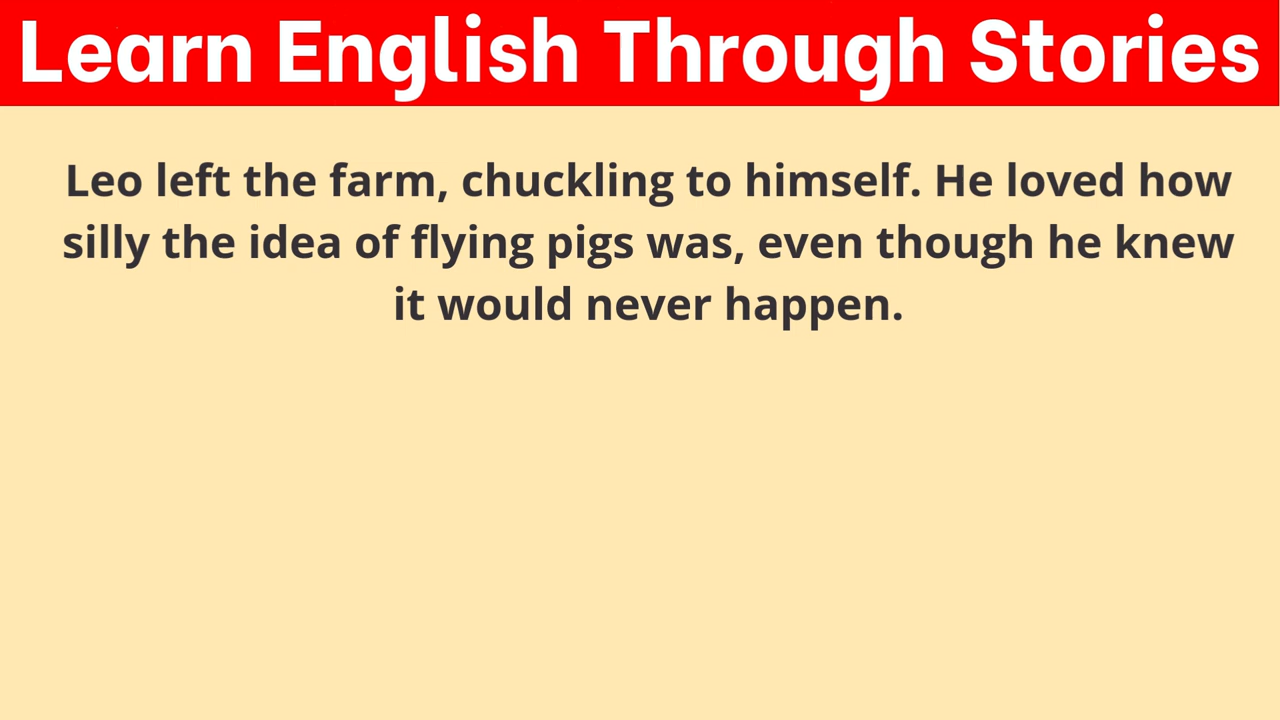 Learn English Through Stories
Leo left the farm, chuckling to himself. He loved how
silly the idea of flying pigs was, even though he knew
it would never happen.